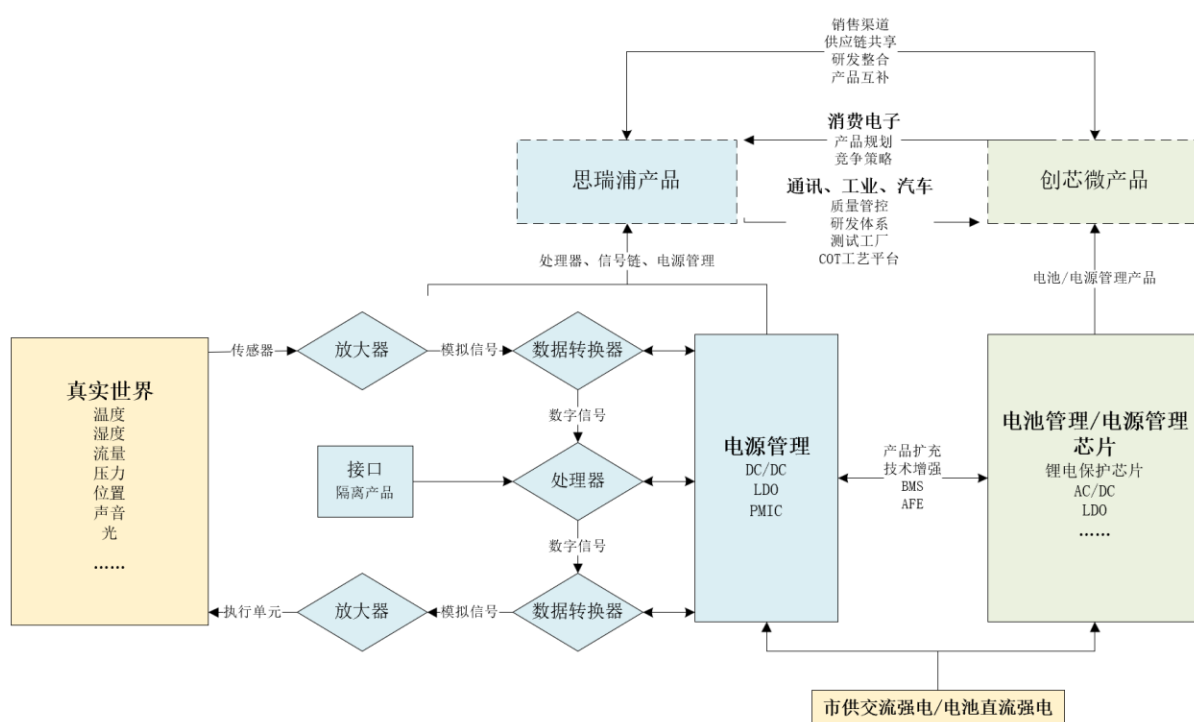 销售渠道
供应链共享
研发整合
产品互补
消费电子
产品规划
竞争策略
思瑞浦产品
创芯微产品
通讯、工业、汽车
质量管控
研发体系
测试工厂
COT工艺平台
处理器、信号链、电源管理
电池/电源管理产品
真实世界
温度
湿度
流量
压力
位置
声音
光
……
传感器
放大器
模拟信号
数据转换器
数字信号
接口
隔离产品
处理器
数字信号
执行单元
放大器
模拟信号
数据转换器
电源管理
DC/DC
LDO
PMIC
产品扩充
技术增强
BMS
AFE
电池管理/电源管理
芯片
锂电保护芯片
AC/DC
LDO
……
市供交流强电/电池直流强电